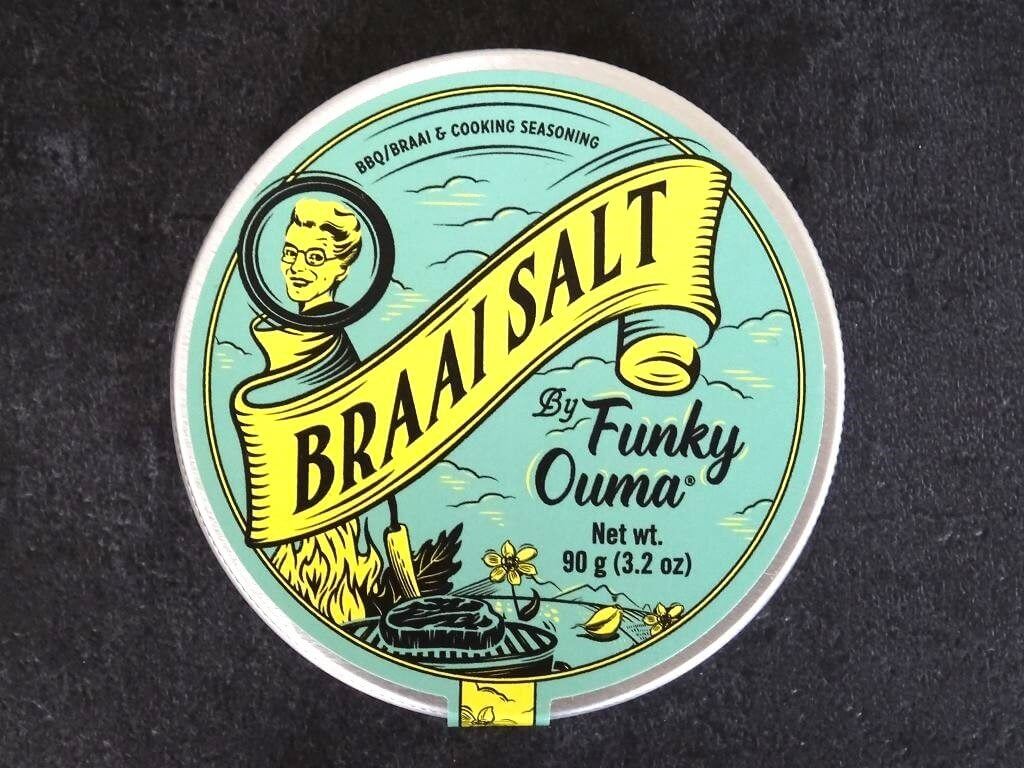 BBQ/BRAAI & COOKING SEASONING
BRAAI SALT
By Funky
Ouma®
Net wt.
90 g (3.2 oz)